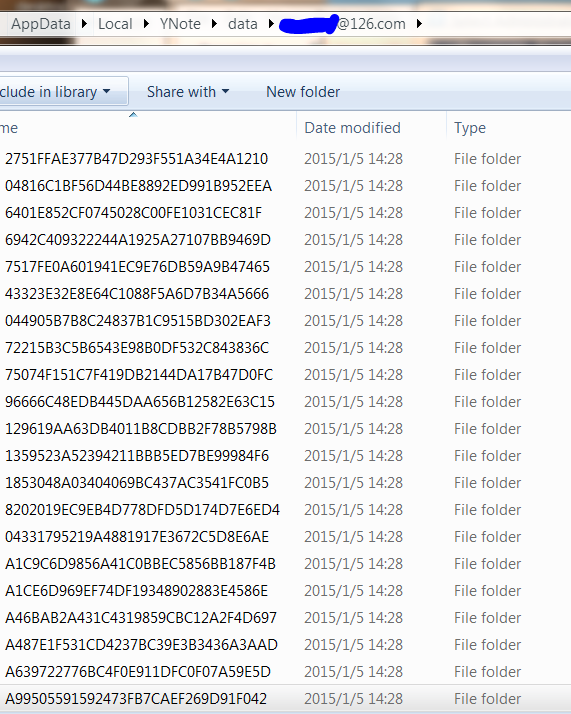 AppData Local YNote data @126.com
clude in library Share with New folder
me Date modified Type
2751FFAE377B47D293F551A34E4A1210 2015/1/5 14:28 File folder
04816C1BF56D44BE8892ED991B952EEA 2015/1/5 14:28 File folder
6401E852CF0745028C00FE1031CEC81F 2015/1/5 14:28 File folder
6942C409322244A1925A27107BB9469D 2015/1/5 14:28 File folder
7517FE0A601941EC9E76DB59A9B47465 2015/1/5 14:28 File folder
43323E32E8E64C1088F5A6D7B34A5666 2015/1/5 14:28 File folder
044905B7B8C24837B1C9515BD302EAF3 2015/1/5 14:28 File folder
72215B3C5B6543E98B0DF532C843836C 2015/1/5 14:28 File folder
75074F151C7F419DB2144DA17B47D0FC 2015/1/5 14:28 File folder
96666C48EDB445DAA656B12582E63C15 2015/1/5 14:28 File folder
129619AA63DB4011B8CDBB2F78B5798B 2015/1/5 14:28 File folder
1359523A52394211BBB5ED7BE99984F6 2015/1/5 14:28 File folder
1853048A03404069BC437AC3541FC0B5 2015/1/5 14:28 File folder
8202019EC9EB4D778DFD5D174D7E6ED4 2015/1/5 14:28 File folder
04331795219A4881917E3672C5D8E6AE 2015/1/5 14:28 File folder
A1C9C6D9856A41C0BBEC5856BB187F4B 2015/1/5 14:28 File folder
A1CE6D969EF74DF19348902883E4586E 2015/1/5 14:28 File folder
A46BAB2A431C4319859CBC12A2F4D697 2015/1/5 14:28 File folder
A487E1F531CD4237BC39E3B3436A3AAD 2015/1/5 14:28 File folder
A639722776BC4F0E911DFC0F07A59E5D 2015/1/5 14:28 File folder
A99505591592473FB7CAEF269D91F042 2015/1/5 14:28 File folder